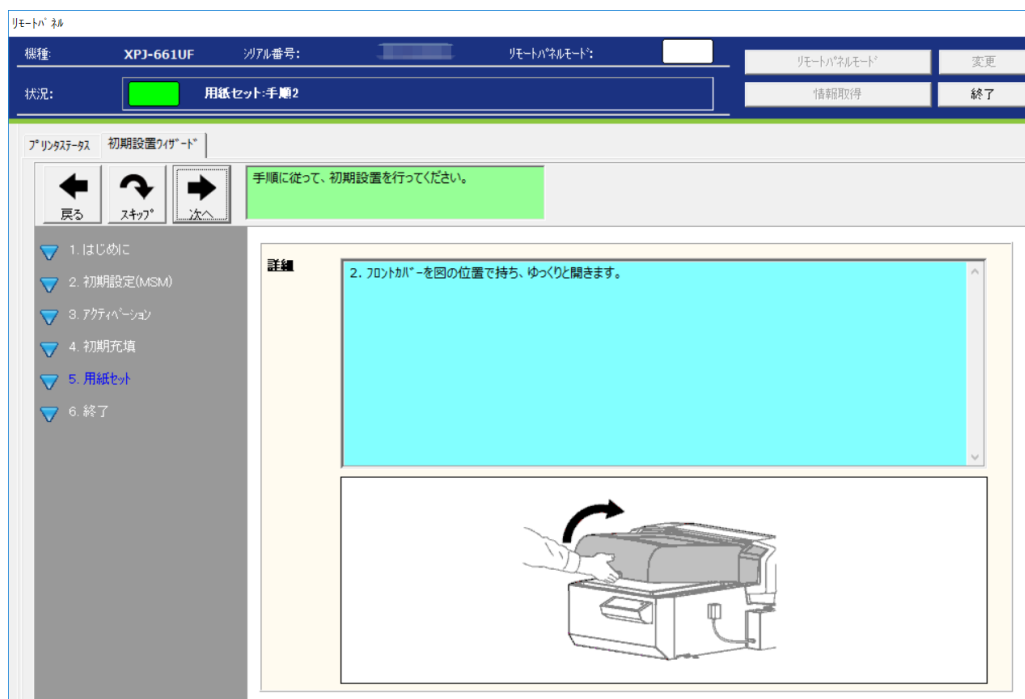 リモートパネル
機種: XPJ-661UF シリアル番号: リモートパネルモード:
リモートパネルモード 変更
状況: 用紙セット:手順2
情報取得 終了
プリンタステータス 初期設置ウィザード
戻る スキップ 次へ
手順に従って、初期設置を行ってください。
1. はじめに
2. 初期設定(MSM)
3. アクティベーション
4. 初期充填
5. 用紙セット
6. 終了
詳細
2. フロントカバーを図の位置で持ち、ゆっくりと開きます。